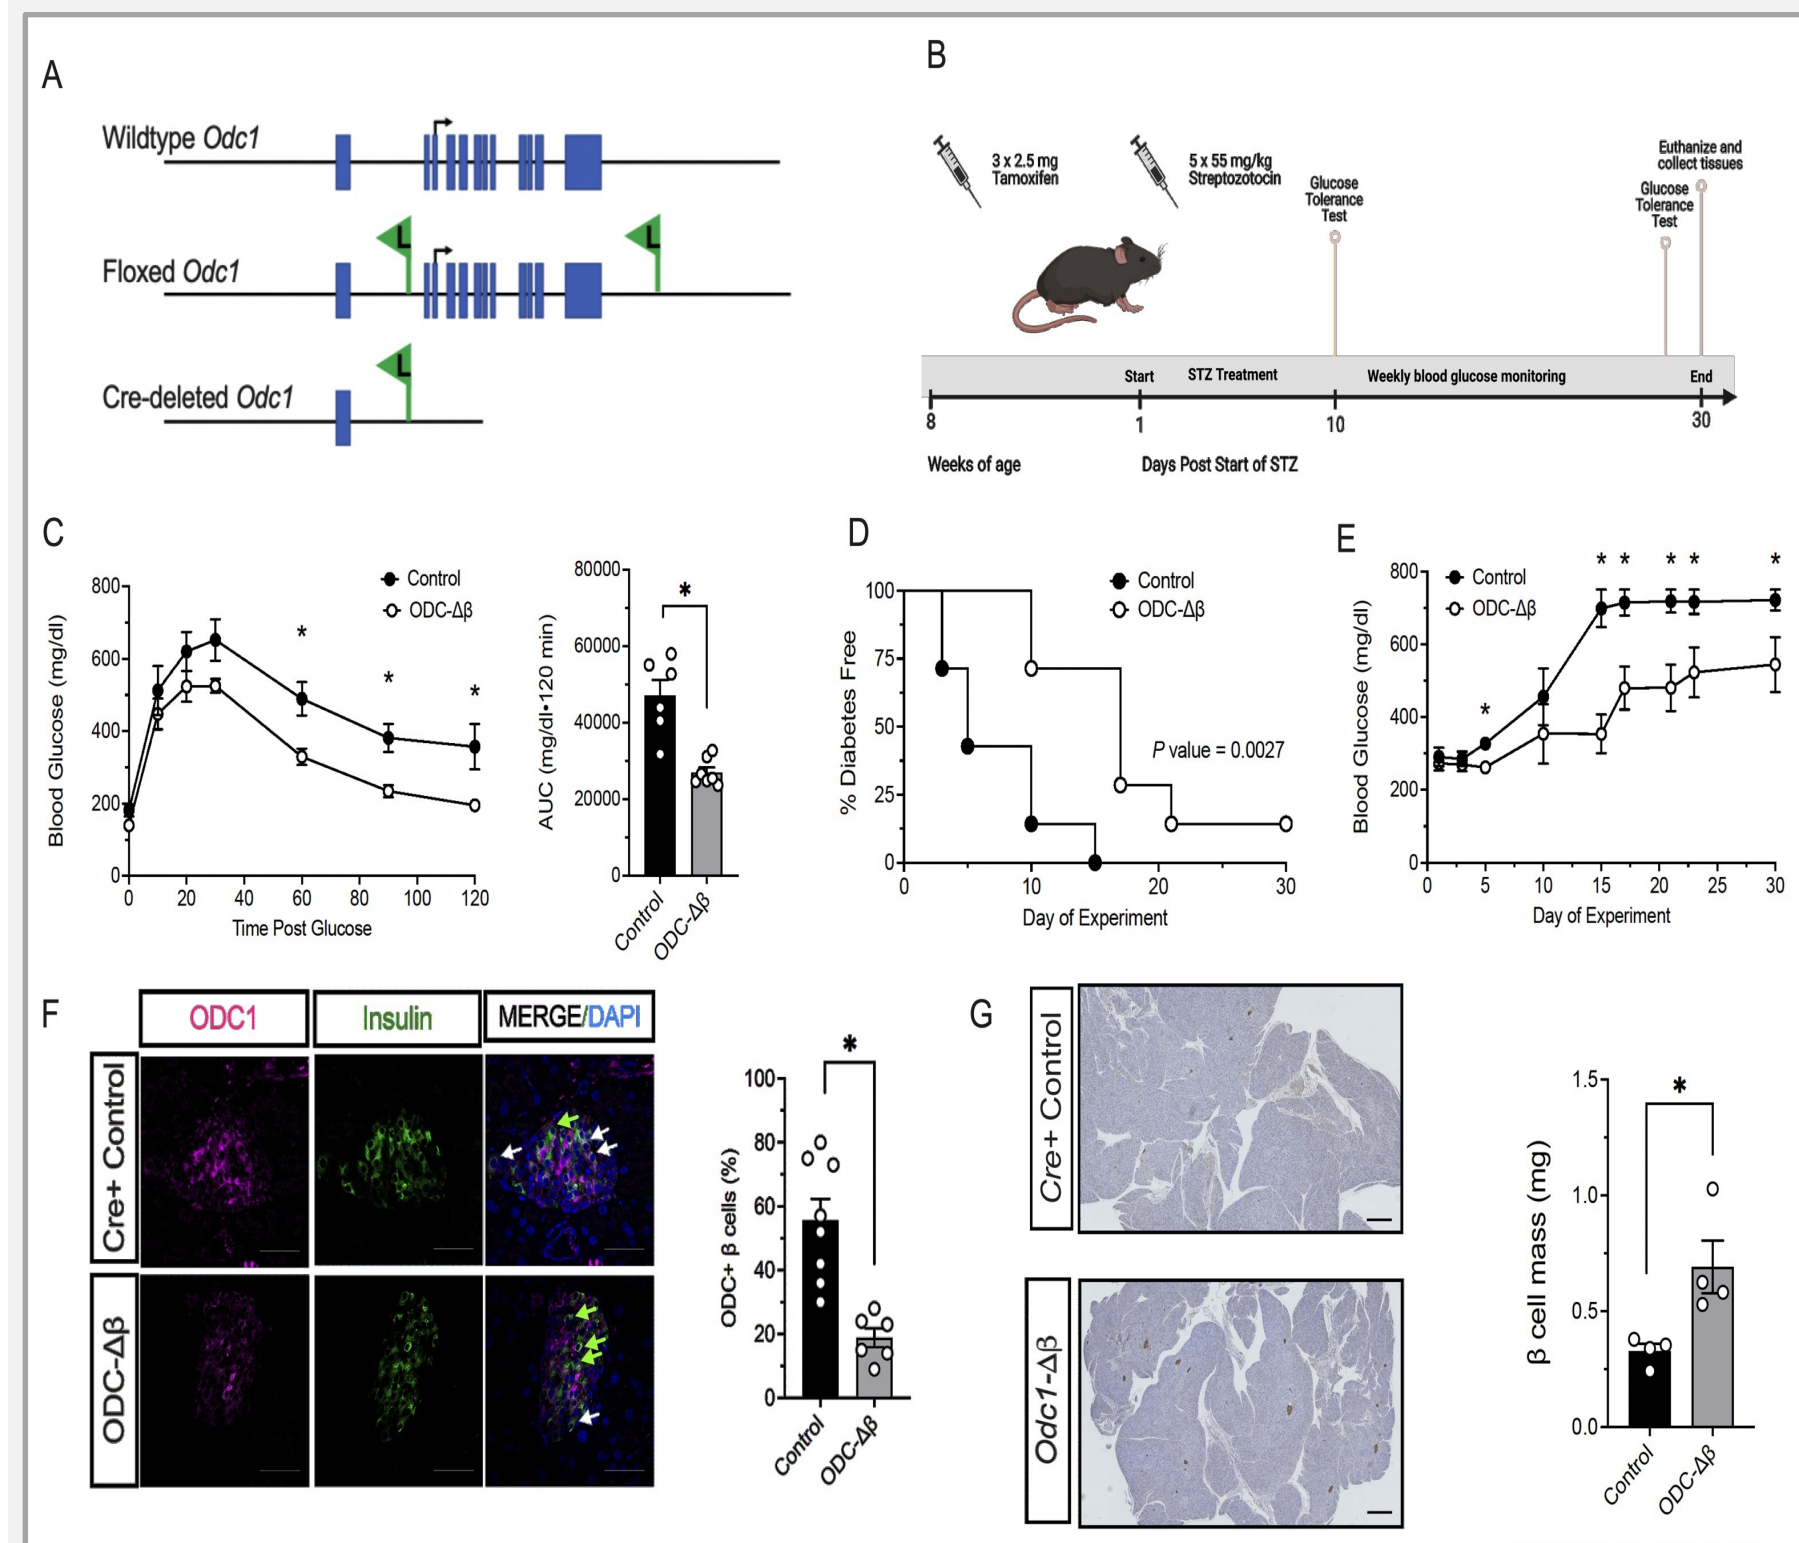 A
Wildtype Odc1
L
L
Floxed Odc1
L
Cre-deleted Odc1
B
3 x 2.5 mg
Tamoxifen
5 x 55 mg/kg
Streptozotocin
Glucose
Tolerance
Test
Euthanize and
collect tissues
Glucose
Tolerance
Test
Start
STZ Treatment
Weekly blood glucose monitoring
End
8
1
10
30
Weeks of age
Days Post Start of STZ
C
Blood Glucose (mg/dl)
800
600
400
200
0
Control
ODC-Δβ
*
*
*
0 20 40 60 80 100 120
Time Post Glucose
AUC (mg/dl•120 min)
80000
60000
40000
20000
0
*
Control
ODC-Δβ
D
% Diabetes Free
100
75
50
25
0
Control
ODC-Δβ
P value = 0.0027
0 10 20 30
Day of Experiment
E
Blood Glucose (mg/dl)
800
600
400
200
0
Control
ODC-Δβ
*
* * * * *
0 5 10 15 20 25 30
Day of Experiment
F
ODC1
Insulin
MERGE/DAPI
Cre+ Control
ODC-Δβ
ODC+ β cells (%)
100
80
60
40
20
0
*
Control
ODC-Δβ
G
Cre+ Control
Odc1-Δβ
β cell mass (mg)
1.5
1.0
0.5
0.0
*
Control
ODC-Δβ